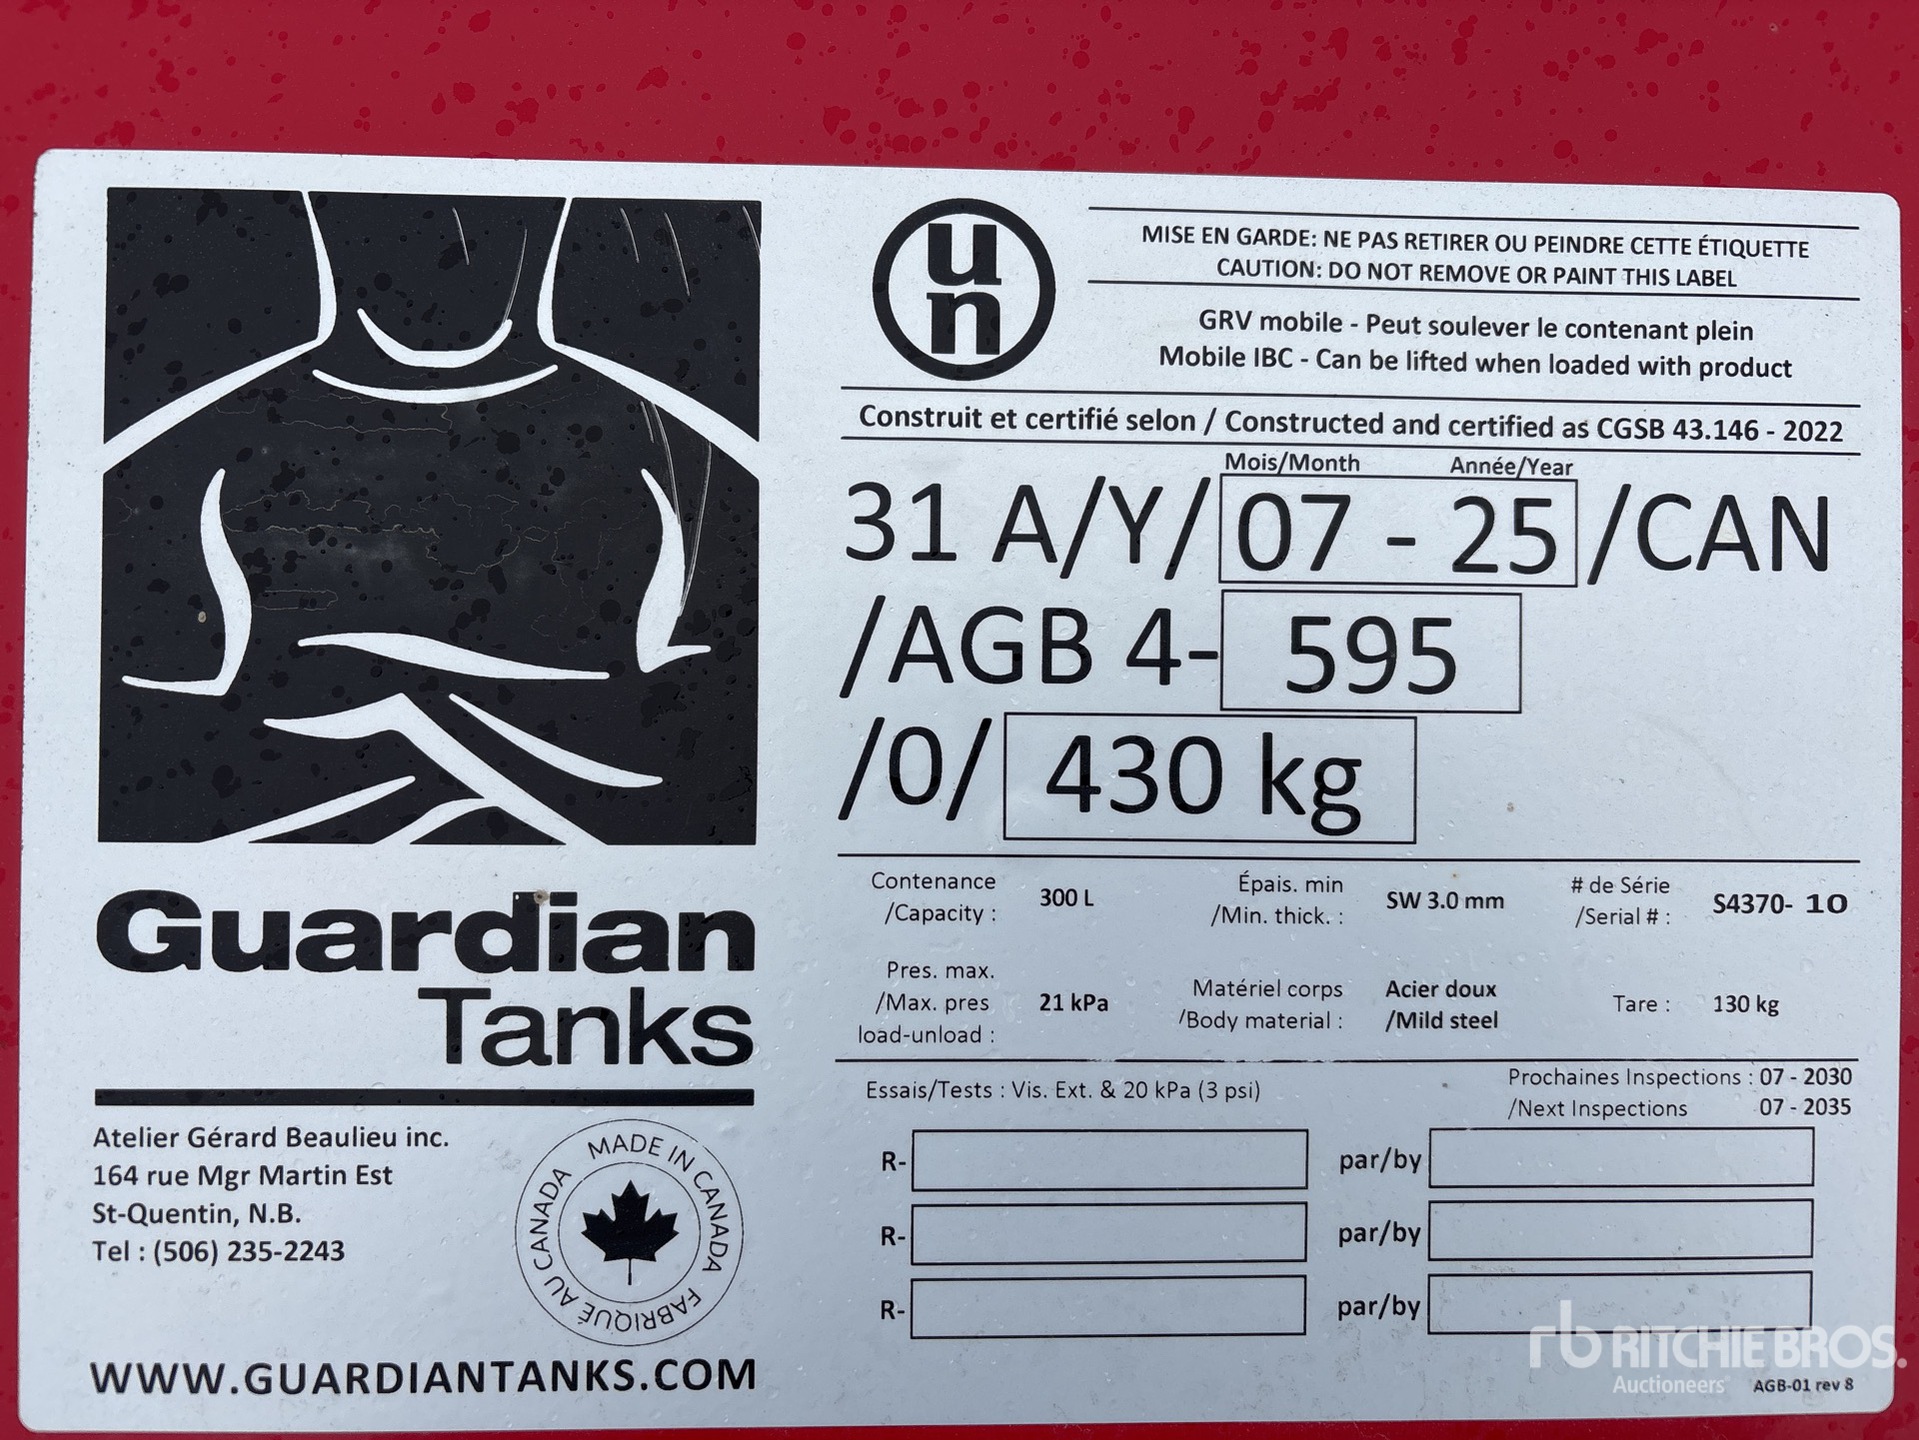 un
MISE EN GARDE: NE PAS RETIRER OU PEINDRE CETTE ÉTIQUETTE
CAUTION: DO NOT REMOVE OR PAINT THIS LABEL
GRV mobile - Peut soulever le contenant plein
Mobile IBC - Can be lifted when loaded with product
Construit et certifié selon / Constructed and certified as CGSB 43.146 - 2022
Mois/Month Année/Year
31 A/Y/ 07 - 25 /CAN
/AGB 4- 595
/0/ 430 kg
Contenance /Capacity : 300 L
Épais. min /Min. thick. : SW 3.0 mm
# de Série /Serial # : S4370- 10
Pres. max. /Max. pres load-unload : 21 kPa
Matériel corps /Body material : Acier doux /Mild steel
Tare : 130 kg
Essais/Tests : Vis. Ext. & 20 kPa (3 psi)
Prochaines Inspections : 07 - 2030
/Next Inspections 07 - 2035
R- par/by
R- par/by
R- par/by
AGB-01 rev 8
Guardian
Tanks
Atelier Gérard Beaulieu inc.
164 rue Mgr Martin Est
St-Quentin, N.B.
Tel : (506) 235-2243
MADE IN CANADA
FABRIQUÉ AU CANADA
WWW.GUARDIANTANKS.COM
rb RITCHIE BROS.
Auctioneers